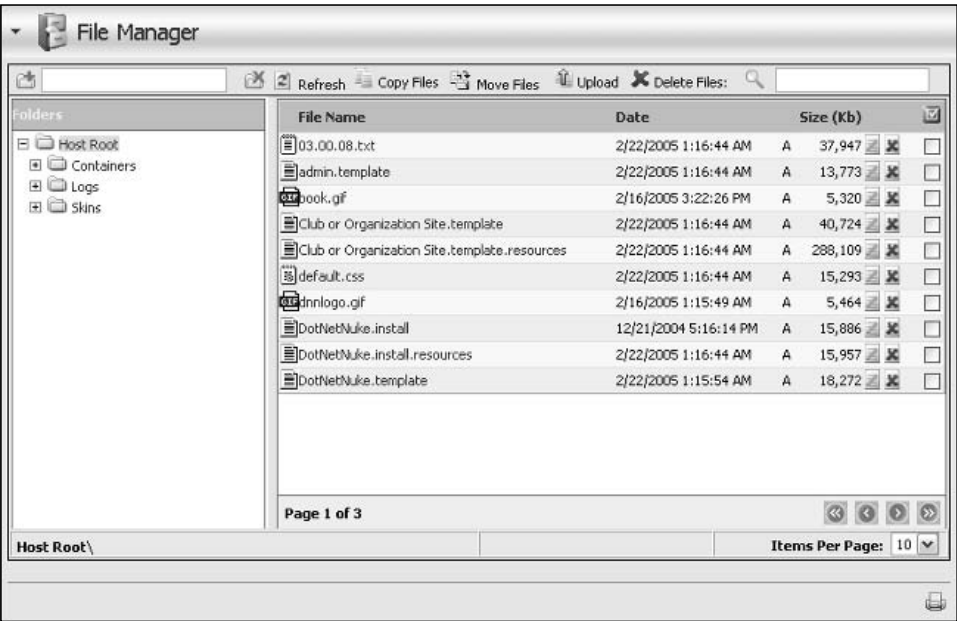 File Manager
Refresh Copy Files Move Files Upload Delete Files:
Folders
Host Root
Containers
Logs
Skins
File Name Date Size (Kb)
03.00.08.txt 2/22/2005 1:16:44 AM A 37,947
admin.template 2/22/2005 1:16:44 AM A 13,773
book.gif 2/16/2005 3:22:26 PM A 5,320
Club or Organization Site.template 2/22/2005 1:16:44 AM A 40,724
Club or Organization Site.template.resources 2/22/2005 1:16:44 AM A 288,109
default.css 2/22/2005 1:16:44 AM A 15,293
dnnlogo.gif 2/16/2005 1:15:49 AM A 5,464
DotNetNuke.install 12/21/2004 5:16:14 PM A 15,886
DotNetNuke.install.resources 2/22/2005 1:16:44 AM A 15,957
DotNetNuke.template 2/22/2005 1:15:54 AM A 18,272
Page 1 of 3
Host Root\ Items Per Page: 10